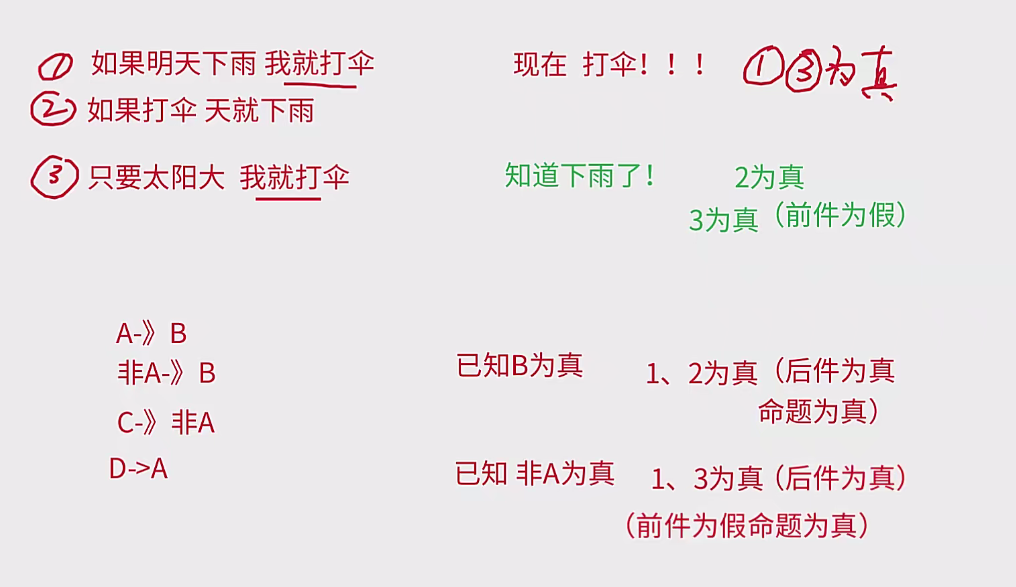 ① 如果明天下雨 我就打伞 现在 打伞！！！ ①③为真
② 如果打伞 天就下雨
③ 只要太阳大 我就打伞 知道下雨了！ 2为真
3为真（前件为假）
A-》B
非A-》B 已知B为真 1、2为真（后件为真
命题为真）
C-》非A
D->A 已知 非A为真 1、3为真（后件为真）
（前件为假命题为真）